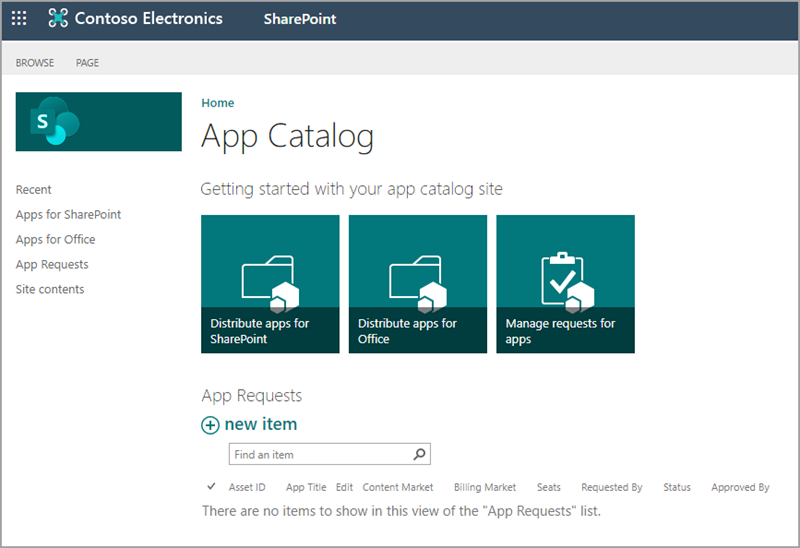 Contoso Electronics SharePoint
BROWSE PAGE
S
Home
App Catalog
Recent
Apps for SharePoint
Apps for Office
App Requests
Site contents
Getting started with your app catalog site
Distribute apps for
SharePoint
Distribute apps for
Office
Manage requests for
apps
App Requests
new item
Find an item
Asset ID App Title Edit Content Market Billing Market Seats Requested By Status Approved By
There are no items to show in this view of the "App Requests" list.